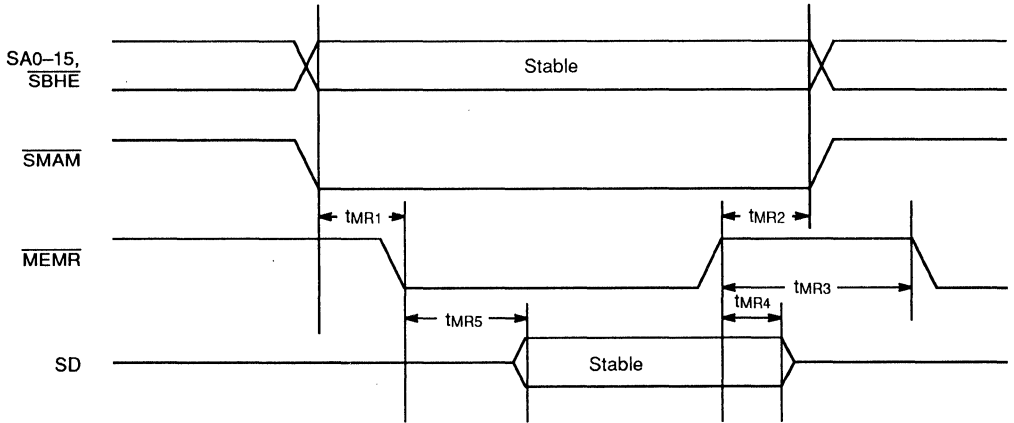 SA0–15,
SBHE
Stable
SMAM
tMR1
tMR2
MEMR
tMR3
tMR4
tMR5
SD
Stable